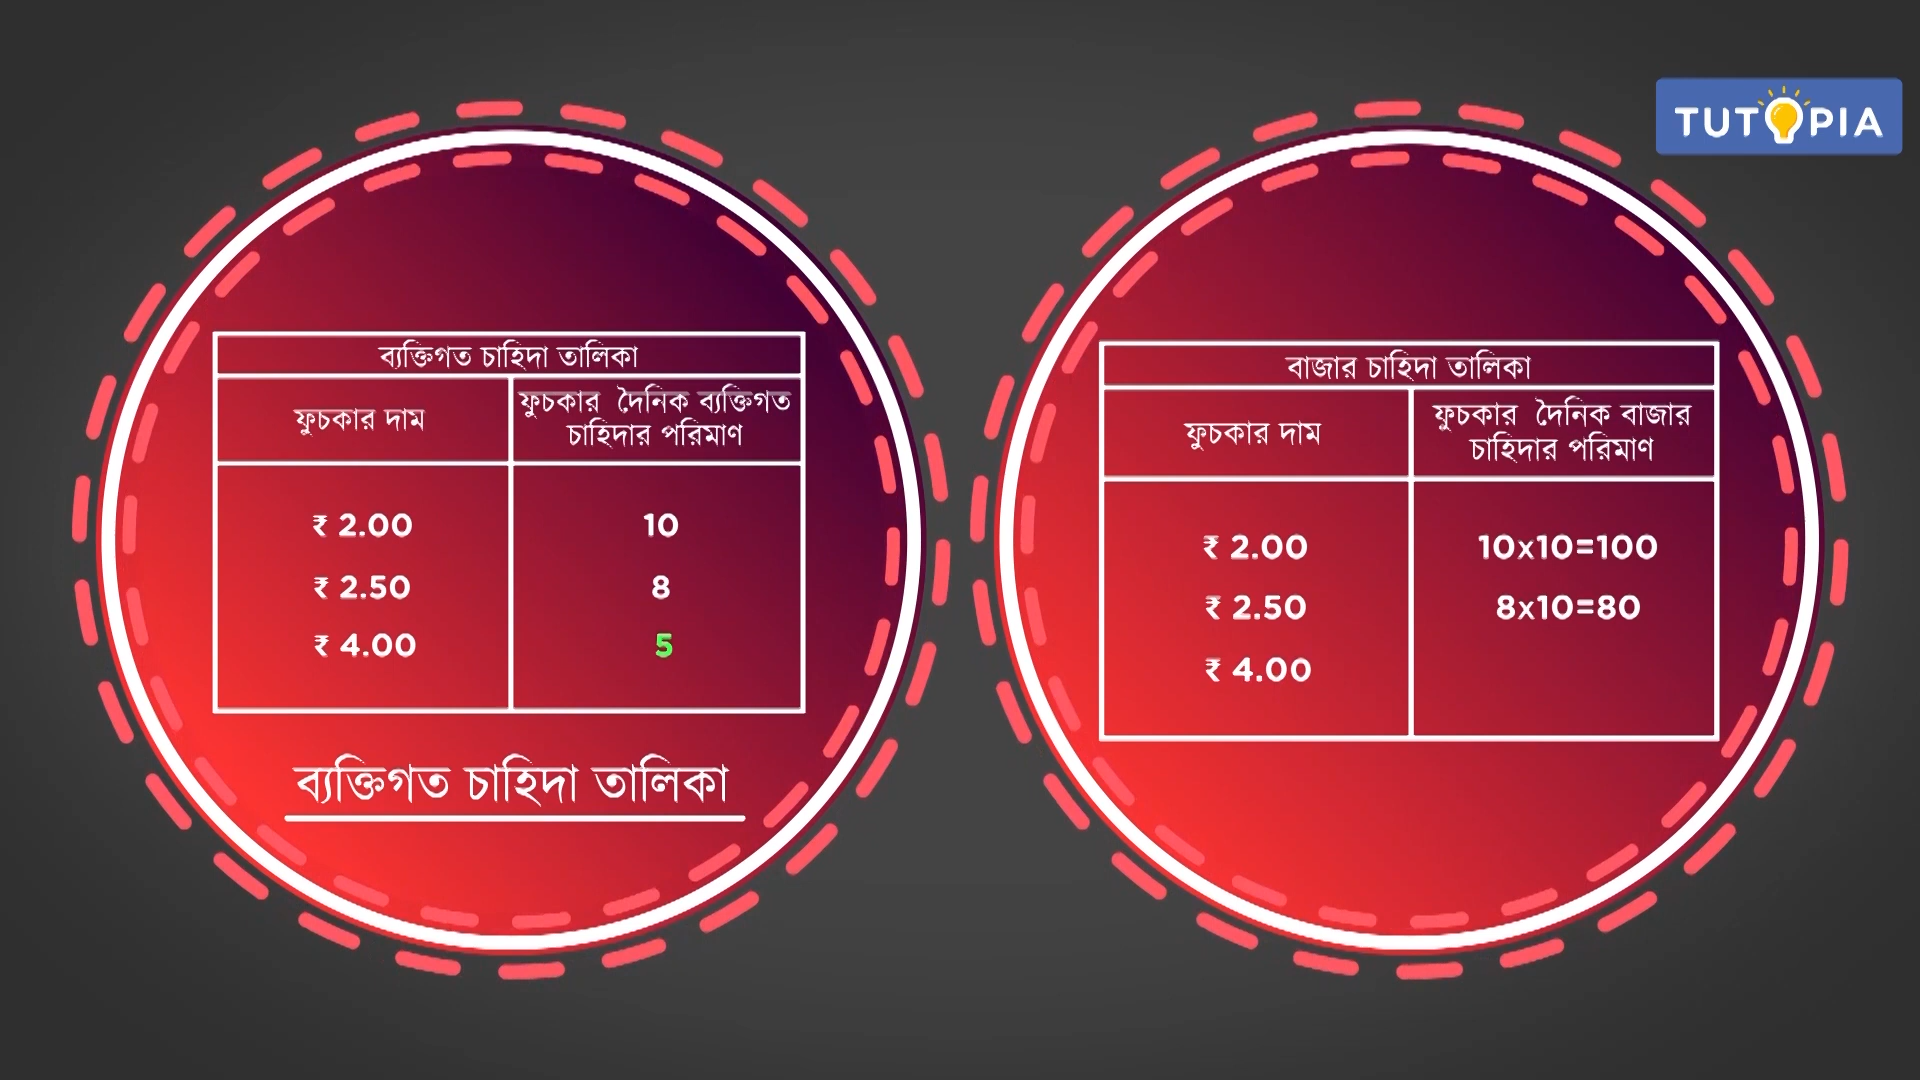 TUTOPIA
ব্যক্তিগত চাহিদা তালিকা
ফুচকার দাম
ফুচকার দৈনিক ব্যক্তিগত
চাহিদার পরিমাণ
₹ 2.00 10
₹ 2.50 8
₹ 4.00 5
ব্যক্তিগত চাহিদা তালিকা
বাজার চাহিদা তালিকা
ফুচকার দাম
ফুচকার দৈনিক বাজার
চাহিদার পরিমাণ
₹ 2.00 10x10=100
₹ 2.50 8x10=80
₹ 4.00